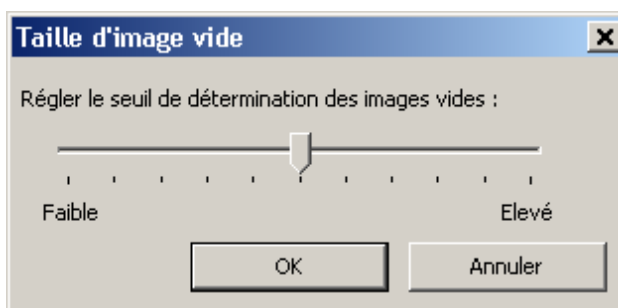 Taille d'image vide
Régler le seuil de détermination des images vides :
Faible Elevé
OK Annuler